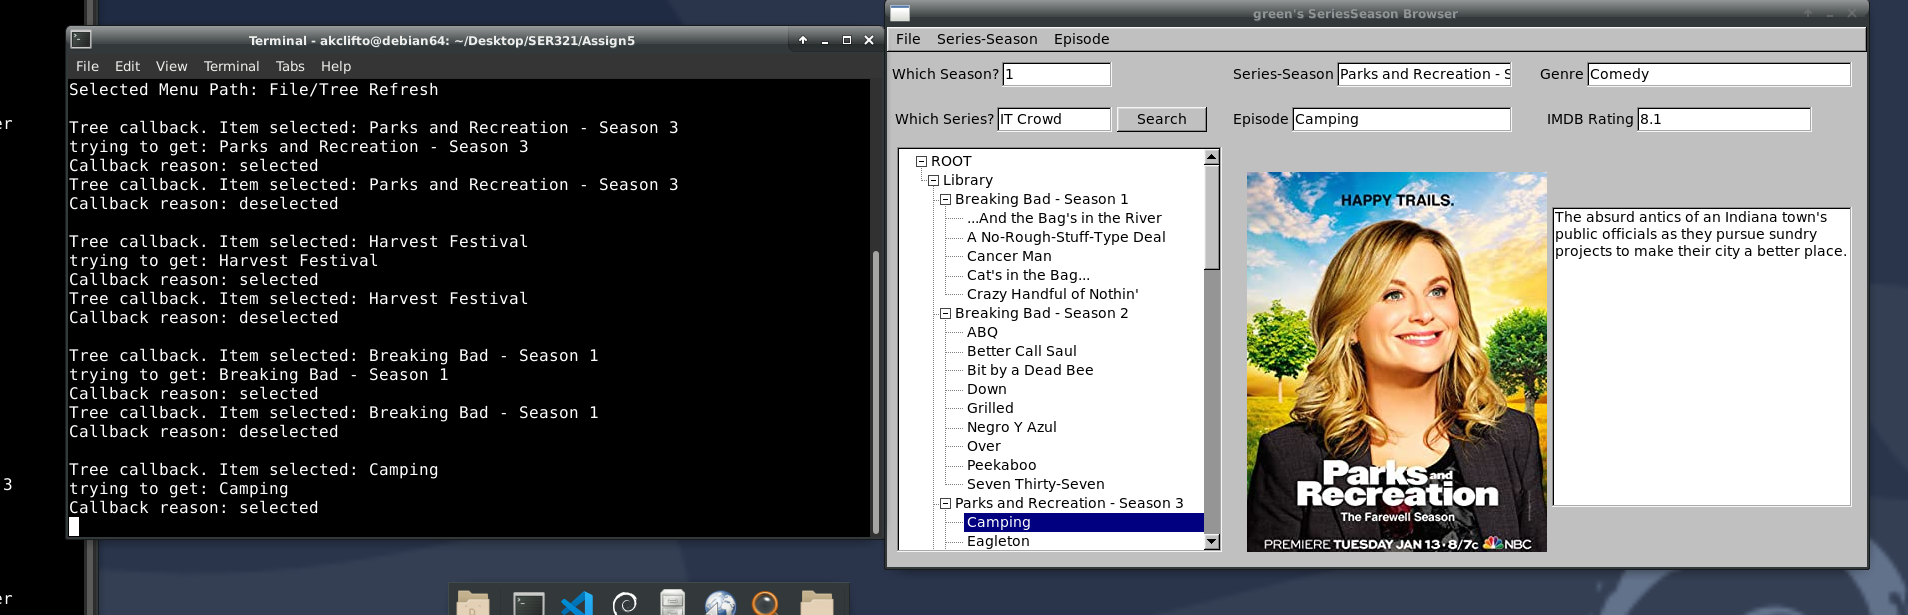 er
3
er
Terminal - akclifto@debian64: ~/Desktop/SER321/Assign5
File Edit View Terminal Tabs Help
Selected Menu Path: File/Tree Refresh
Tree callback. Item selected: Parks and Recreation - Season 3
trying to get: Parks and Recreation - Season 3
Callback reason: selected
Tree callback. Item selected: Parks and Recreation - Season 3
Callback reason: deselected
Tree callback. Item selected: Harvest Festival
trying to get: Harvest Festival
Callback reason: selected
Tree callback. Item selected: Harvest Festival
Callback reason: deselected
Tree callback. Item selected: Breaking Bad - Season 1
trying to get: Breaking Bad - Season 1
Callback reason: selected
Tree callback. Item selected: Breaking Bad - Season 1
Callback reason: deselected
Tree callback. Item selected: Camping
trying to get: Camping
Callback reason: selected
green's SeriesSeason Browser
File Series-Season Episode
Which Season? 1 Series-Season Parks and Recreation - S Genre Comedy
Which Series? IT Crowd Search Episode Camping IMDB Rating 8.1
ROOT
Library
Breaking Bad - Season 1
...And the Bag's in the River
A No-Rough-Stuff-Type Deal
Cancer Man
Cat's in the Bag...
Crazy Handful of Nothin'
Breaking Bad - Season 2
ABQ
Better Call Saul
Bit by a Dead Bee
Down
Grilled
Negro Y Azul
Over
Peekaboo
Seven Thirty-Seven
Parks and Recreation - Season 3
Camping
Eagleton
HAPPY TRAILS.
Parks and
Recreation
The Farewell Season
PREMIERE TUESDAY JAN 13·8/7c NBC
The absurd antics of an Indiana town's
public officials as they pursue sundry
projects to make their city a better place.